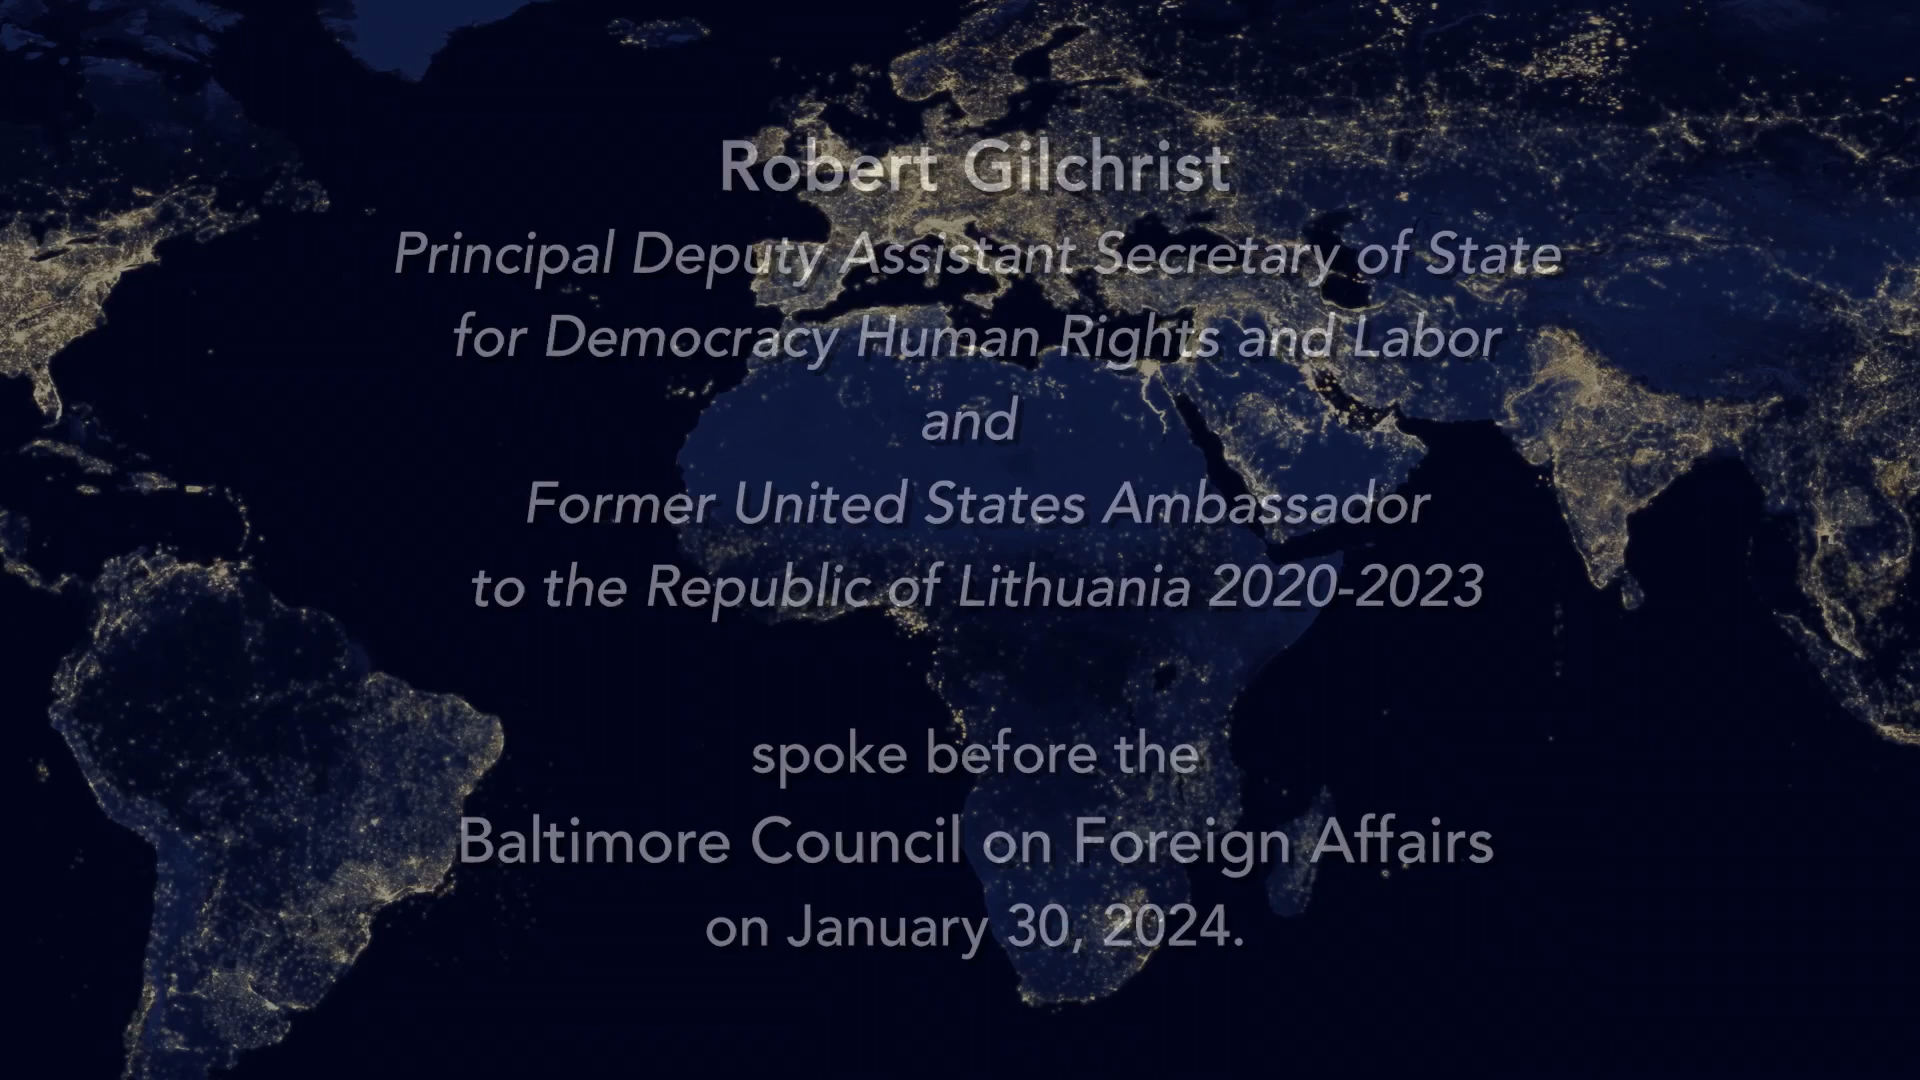 Robert Gilchrist
Principal Deputy Assistant Secretary of State
for Democracy Human Rights and Labor
and
Former United States Ambassador
to the Republic of Lithuania 2020-2023
spoke before the
Baltimore Council on Foreign Affairs
on January 30, 2024.